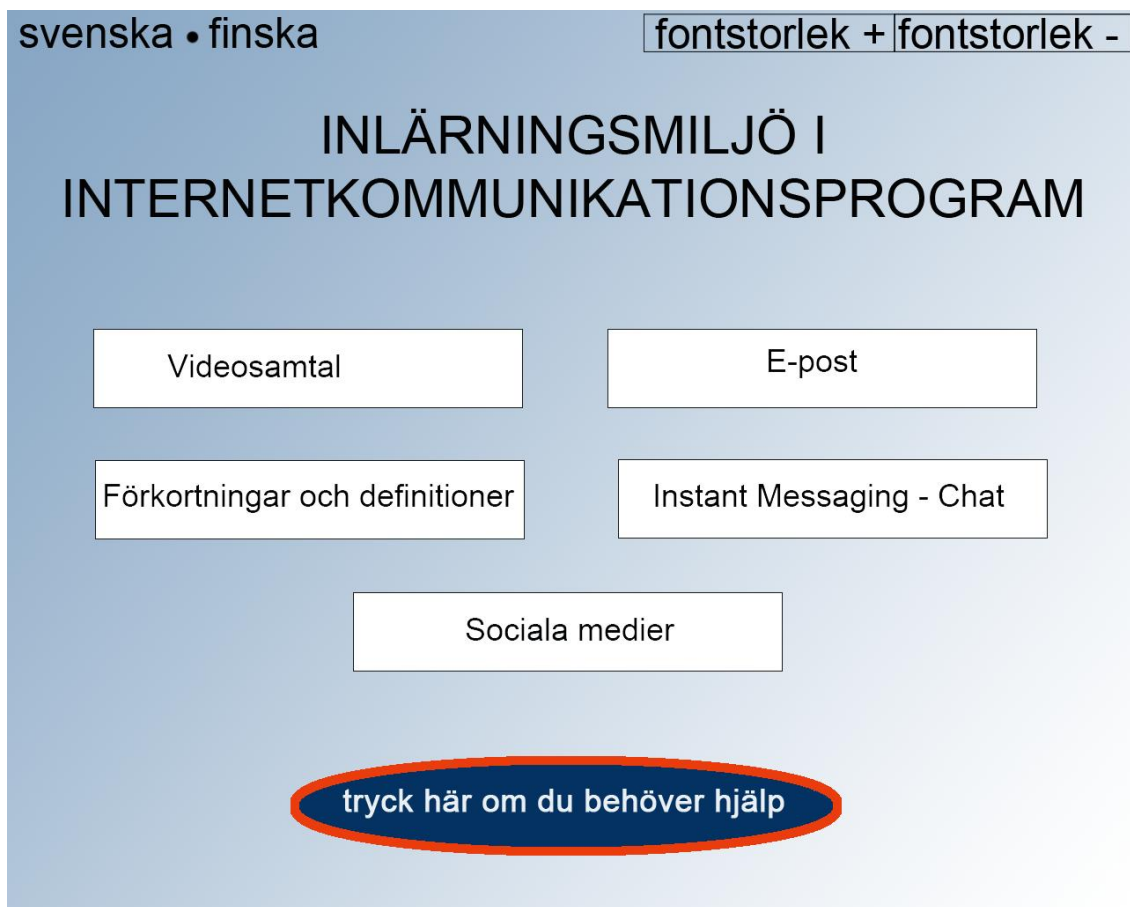 svenska • finska
fontstorlek + fontstorlek -
INLÄRNINGSMILJÖ I
INTERNETKOMMUNIKATIONSPROGRAM
Videosamtal
E-post
Förkortningar och definitioner
Instant Messaging - Chat
Sociala medier
tryck här om du behöver hjälp